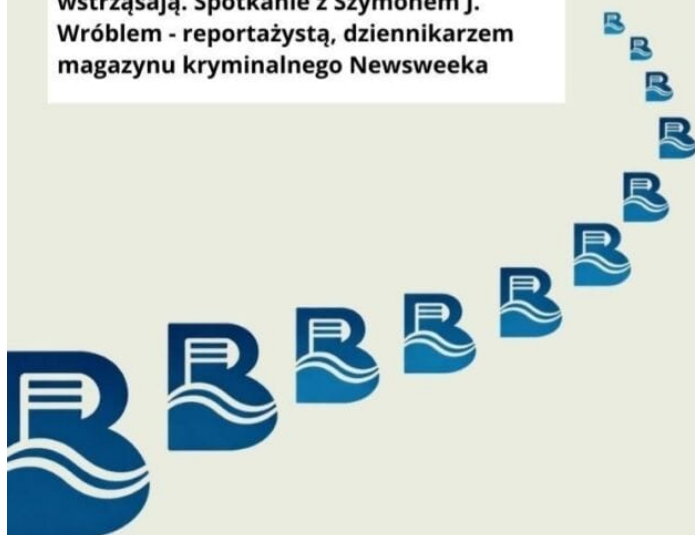 wstrząsają. Spotkanie z Szymonem J.
Wróblem - reportażystą, dziennikarzem
magazynu kryminalnego Newsweeka